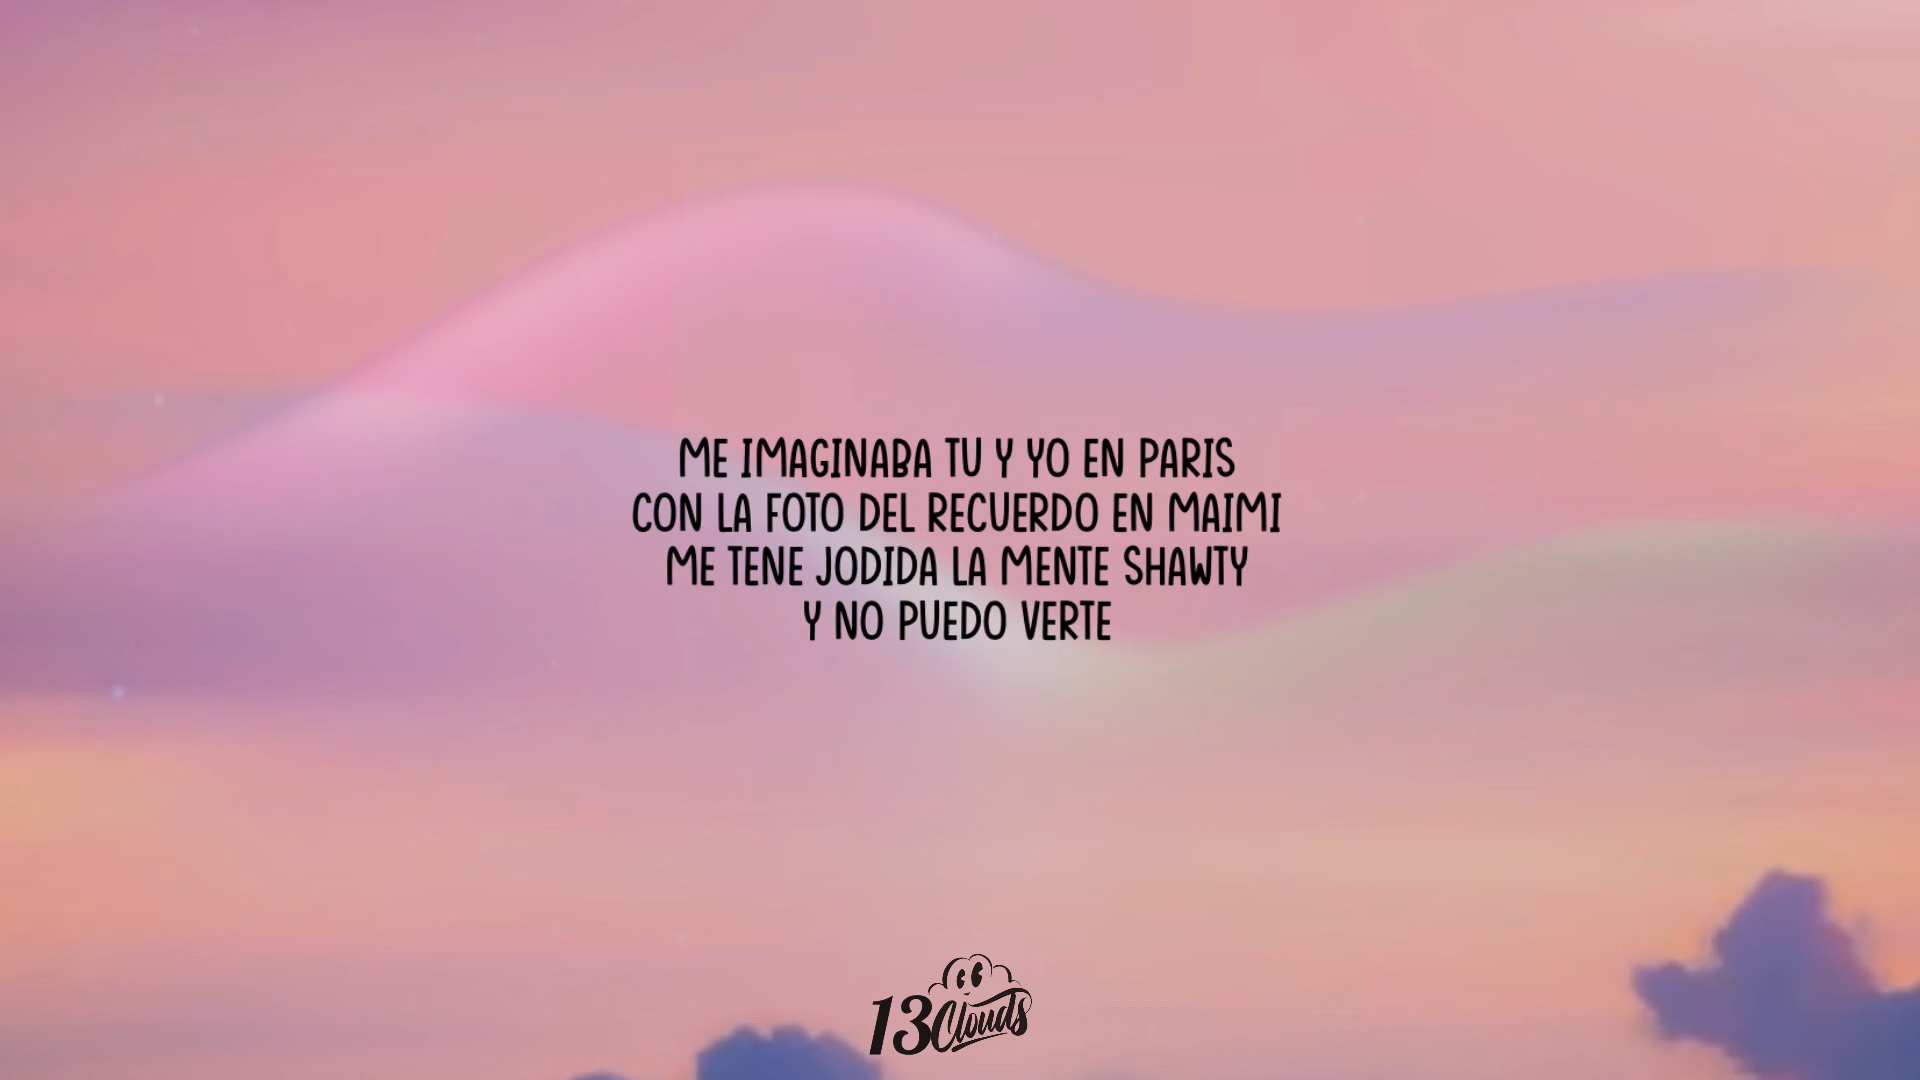 ME IMAGINABA TU Y YO EN PARIS
CON LA FOTO DEL RECUERDO EN MAIMI
ME TENE JODIDA LA MENTE SHAWTY
Y NO PUEDO VERTE
13Clouds